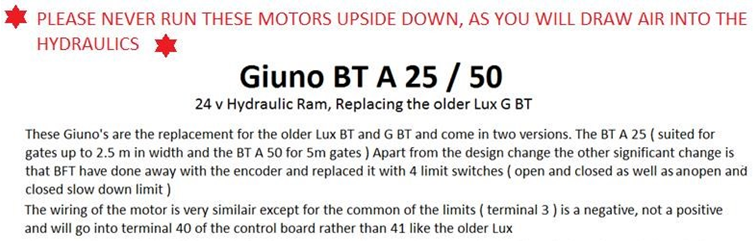 PLEASE NEVER RUN THESE MOTORS UPSIDE DOWN, AS YOU WILL DRAW AIR INTO THE
HYDRAULICS
Giuno BT A 25 / 50
24 v Hydraulic Ram, Replacing the older Lux G BT
These Giuno's are the replacement for the older Lux BT and G BT and come in two versions. The BT A 25 ( suited for
gates up to 2.5 m in width and the BT A 50 for 5m gates ) Apart from the design change the other significant change is
that BFT have done away with the encoder and replaced it with 4 limit switches ( open and closed as well as anopen and
closed slow down limit )
The wiring of the motor is very similair except for the common of the limits ( terminal 3 ) is a negative, not a positive
and will go into terminal 40 of the control board rather than 41 like the older Lux